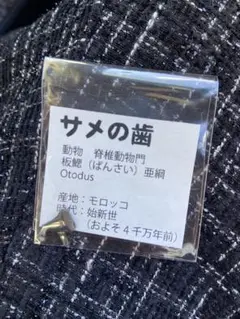 サメの歯
動物　脊椎動物門
板鰓（ばんさい）亜綱
Otodus
産地：モロッコ
時代：始新世
（およそ４千万年前）